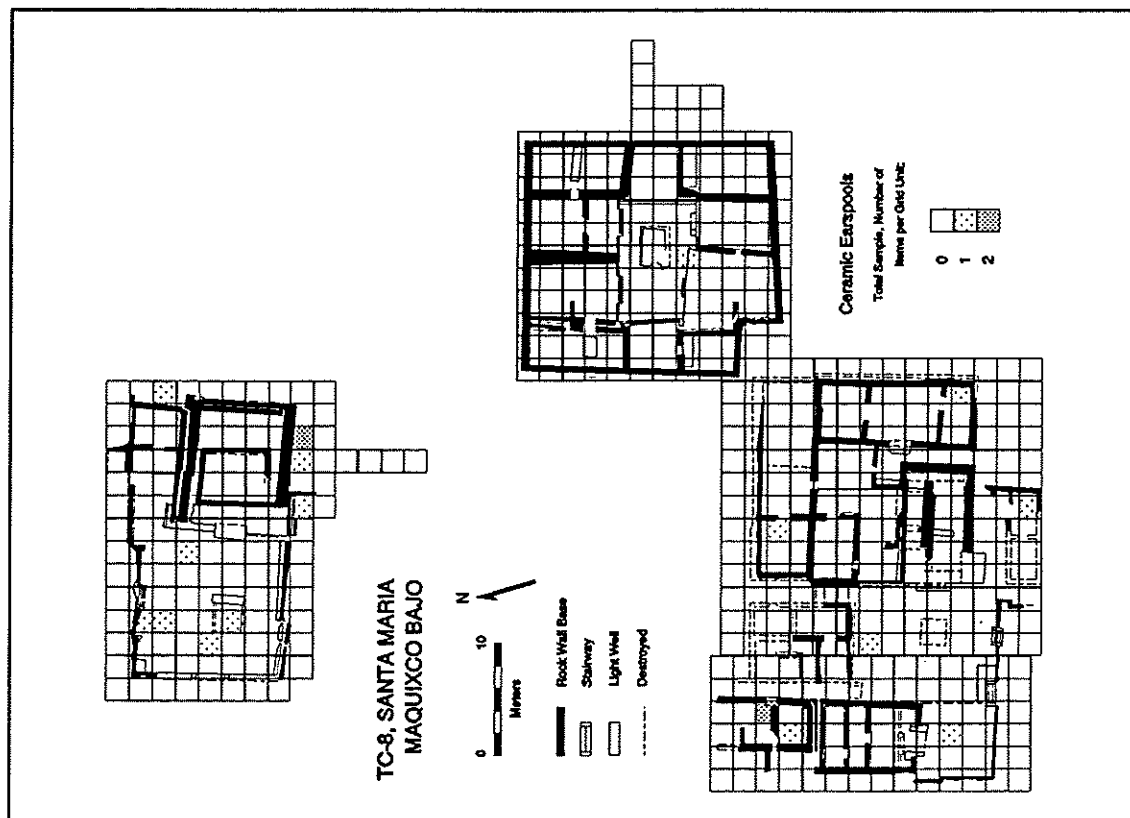 TC-8, SANTA MARIA
MAQUIXCO BAJO
N
0 10
Meters
Rock Wall Base
Stairway
Light Well
Destroyed
Ceramic Earspools
Total Sample, Number of
Items per Grid Unit:
0
1
2